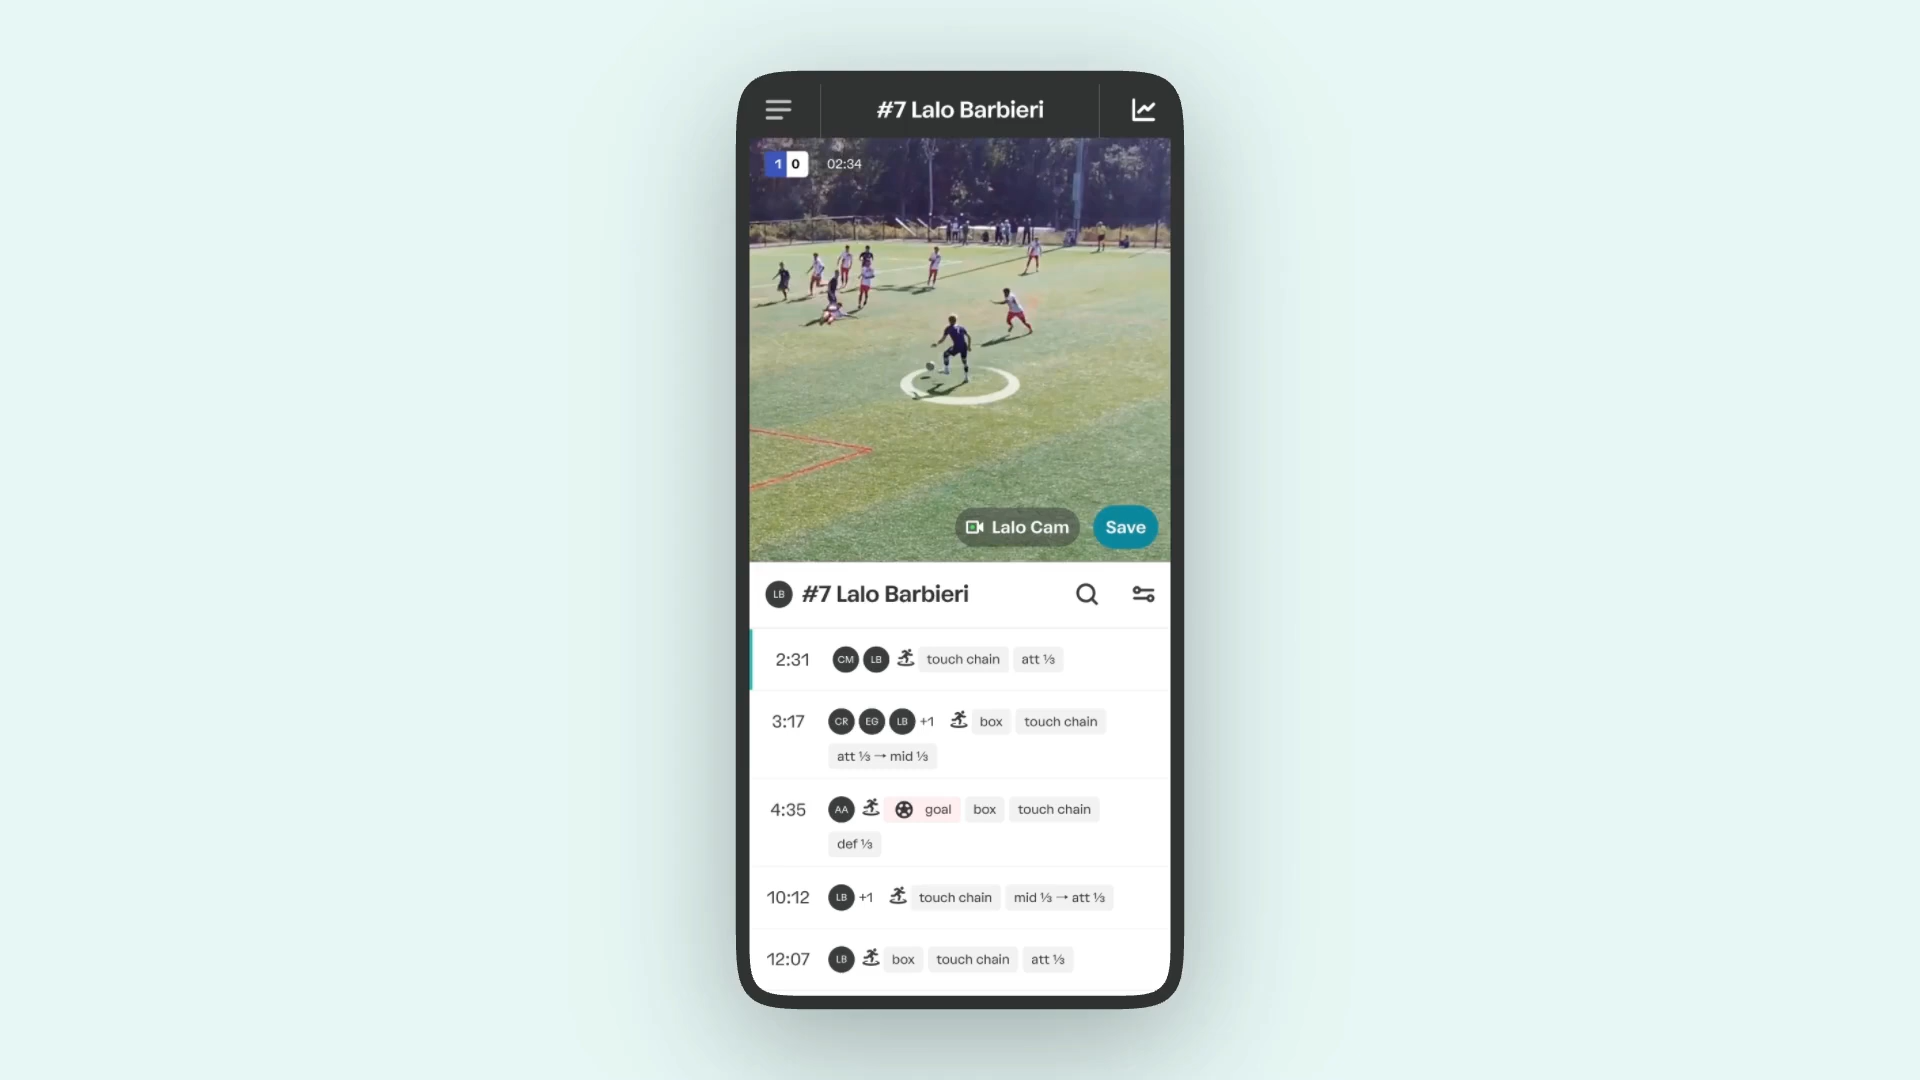 #7 Lalo Barbieri
1 0 02:34
Lalo Cam Save
LB #7 Lalo Barbieri
2:31 CM LB touch chain att ⅓
3:17 CR EG LB +1 box touch chain
att ⅓ → mid ⅓
4:35 AA goal box touch chain
def ⅓
10:12 LB +1 touch chain mid ⅓ → att ⅓
12:07 LB box touch chain att ⅓